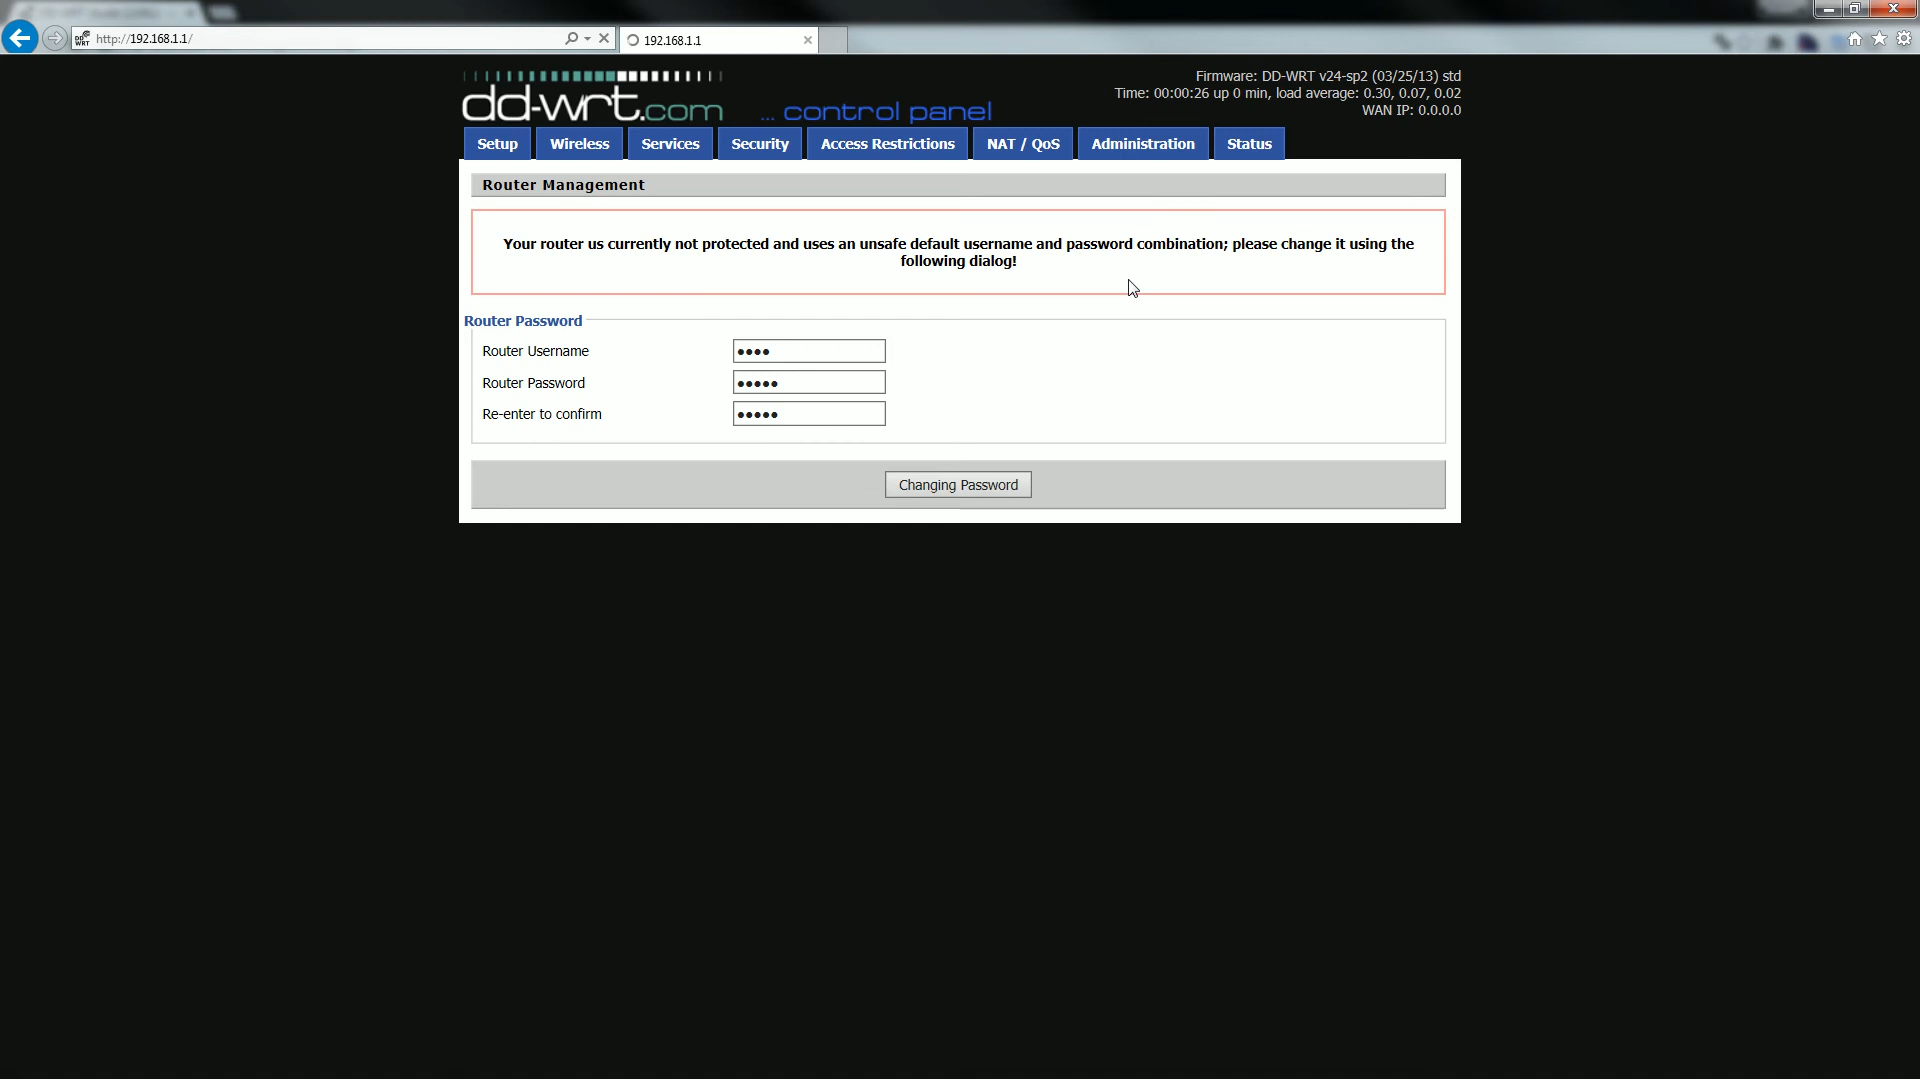 http://192.168.1.1/
192.168.1.1
dd-wrt.com ... control panel
Firmware: DD-WRT v24-sp2 (03/25/13) std
Time: 00:00:26 up 0 min, load average: 0.30, 0.07, 0.02
WAN IP: 0.0.0.0
Setup Wireless Services Security Access Restrictions NAT / QoS Administration Status
Router Management
Your router us currently not protected and uses an unsafe default username and password combination; please change it using the
following dialog!
Router Password
Router Username ●●●●
Router Password ●●●●●
Re-enter to confirm ●●●●●
Changing Password